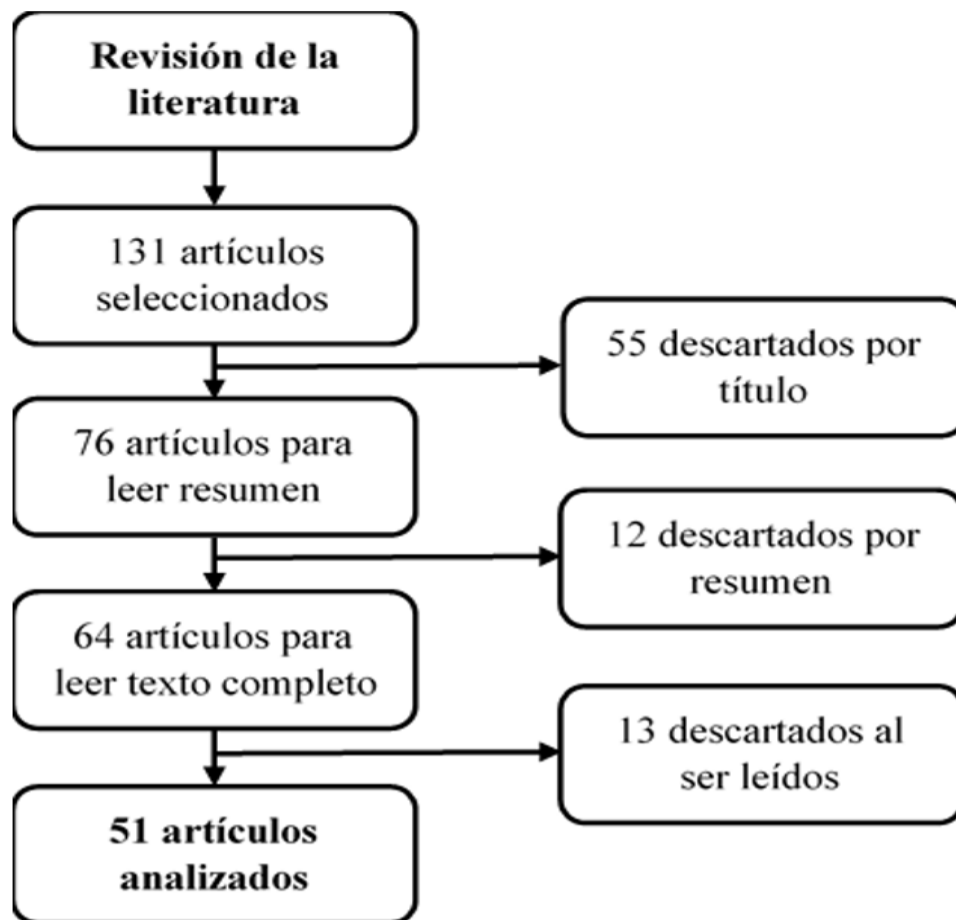 Revisión de la
literatura
131 artículos
seleccionados
55 descartados por
título
76 artículos para
leer resumen
12 descartados por
resumen
64 artículos para
leer texto completo
13 descartados al
ser leídos
51 artículos
analizados